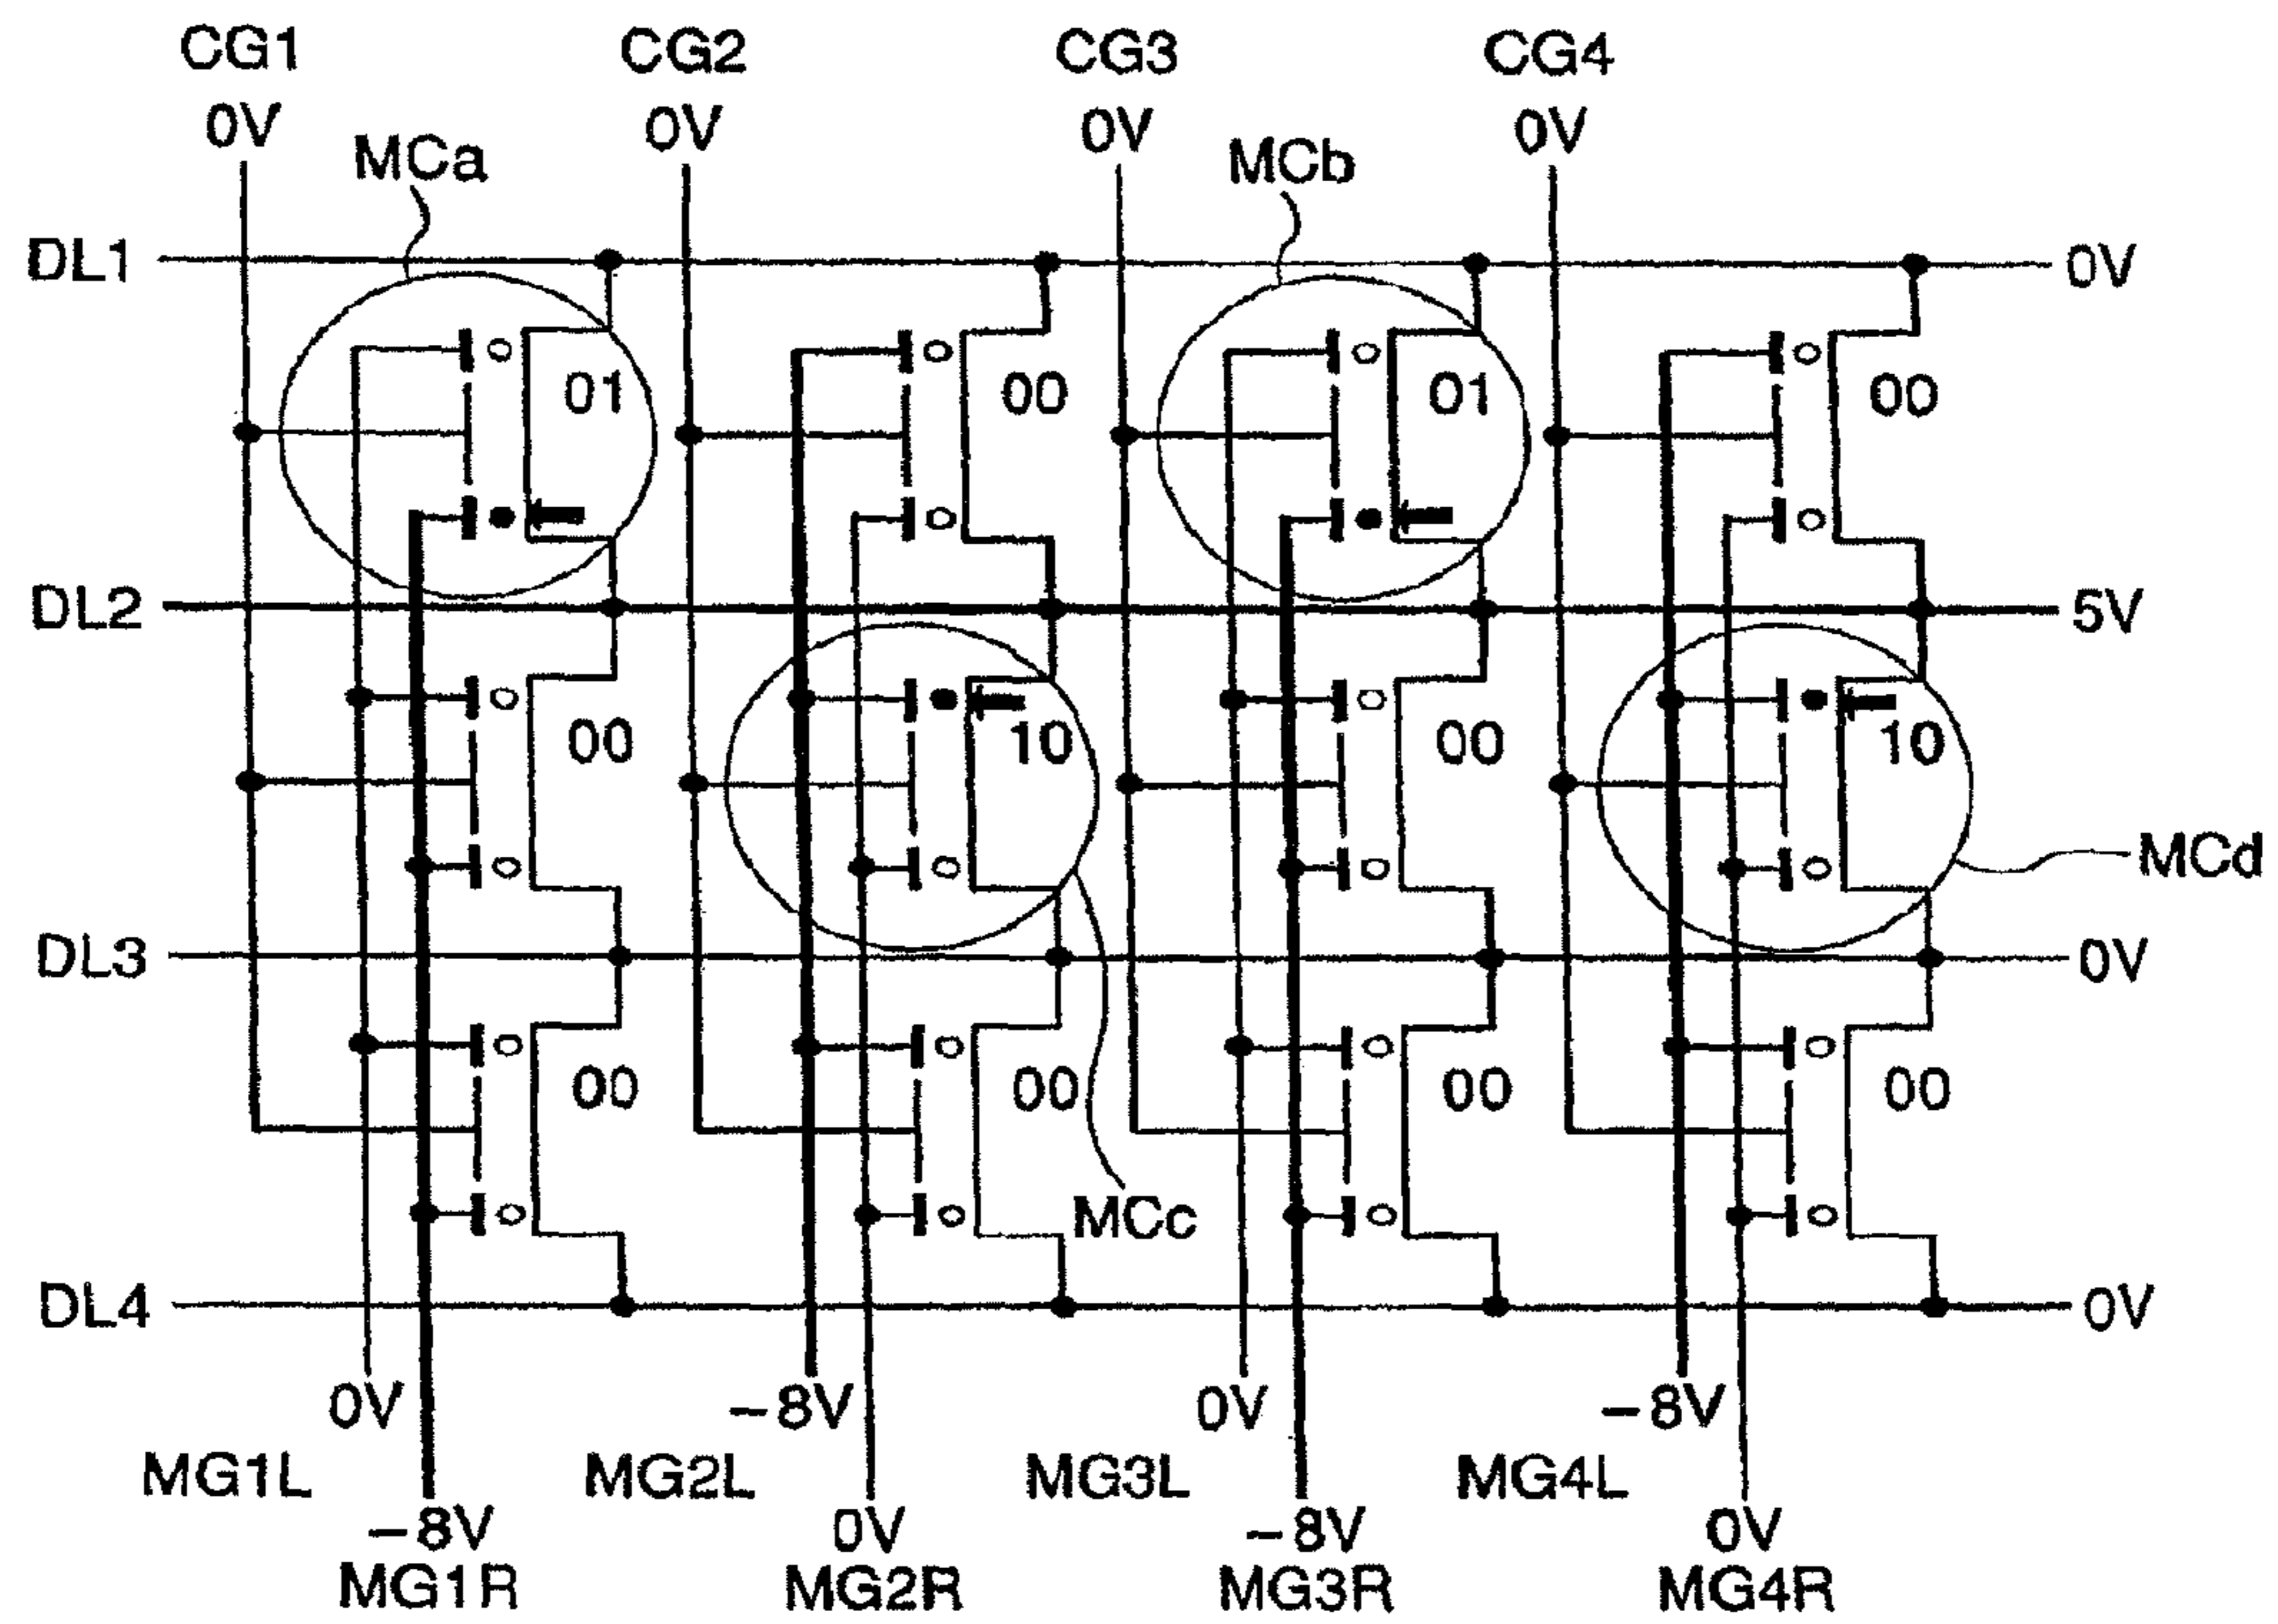 CG1 CG2 CG3 CG4
0V 0V 0V 0V
MCa MCb
DL1 0V
01 00 01 00
DL2 5V
00 10 00 10
MCd
DL3 0V
00 00 00 00
MCc
DL4 0V
0V -8V 0V -8V
MG1L MG2L MG3L MG4L
-8V 0V -8V 0V
MG1R MG2R MG3R MG4R